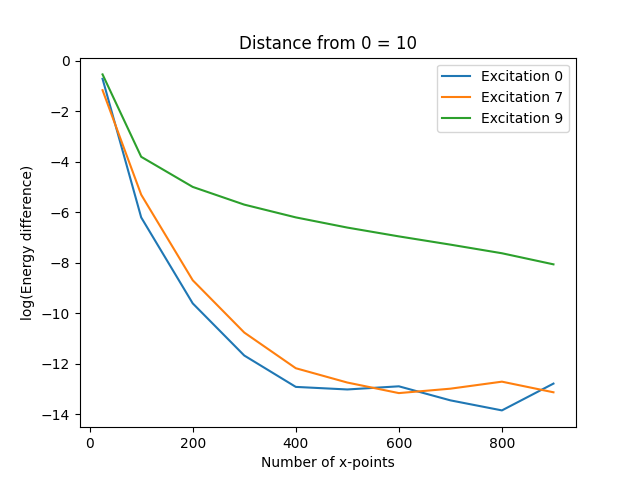 Distance from 0 = 10
Excitation 0
Excitation 7
Excitation 9
log(Energy difference)
0
−2
−4
−6
−8
−10
−12
−14
0 200 400 600 800
Number of x-points